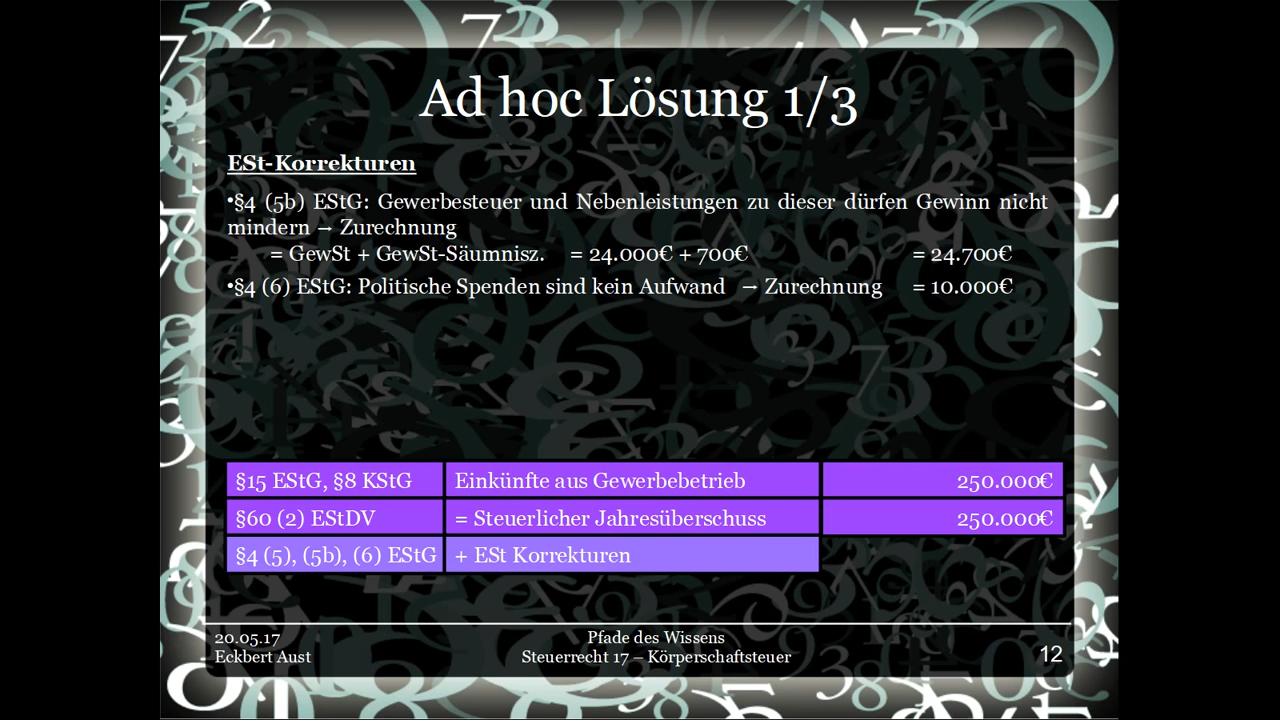 Ad hoc Lösung 1/3
ESt-Korrekturen
•§4 (5b) EStG: Gewerbesteuer und Nebenleistungen zu dieser dürfen Gewinn nicht
mindern → Zurechnung
= GewSt + GewSt-Säumnisz. = 24.000€ + 700€ = 24.700€
•§4 (6) EStG: Politische Spenden sind kein Aufwand → Zurechnung = 10.000€
§15 EStG, §8 KStG Einkünfte aus Gewerbebetrieb 250.000€
§60 (2) EStDV = Steuerlicher Jahresüberschuss 250.000€
§4 (5), (5b), (6) EStG + ESt Korrekturen
20.05.17 Pfade des Wissens
Eckbert Aust Steuerrecht 17 – Körperschaftsteuer 12